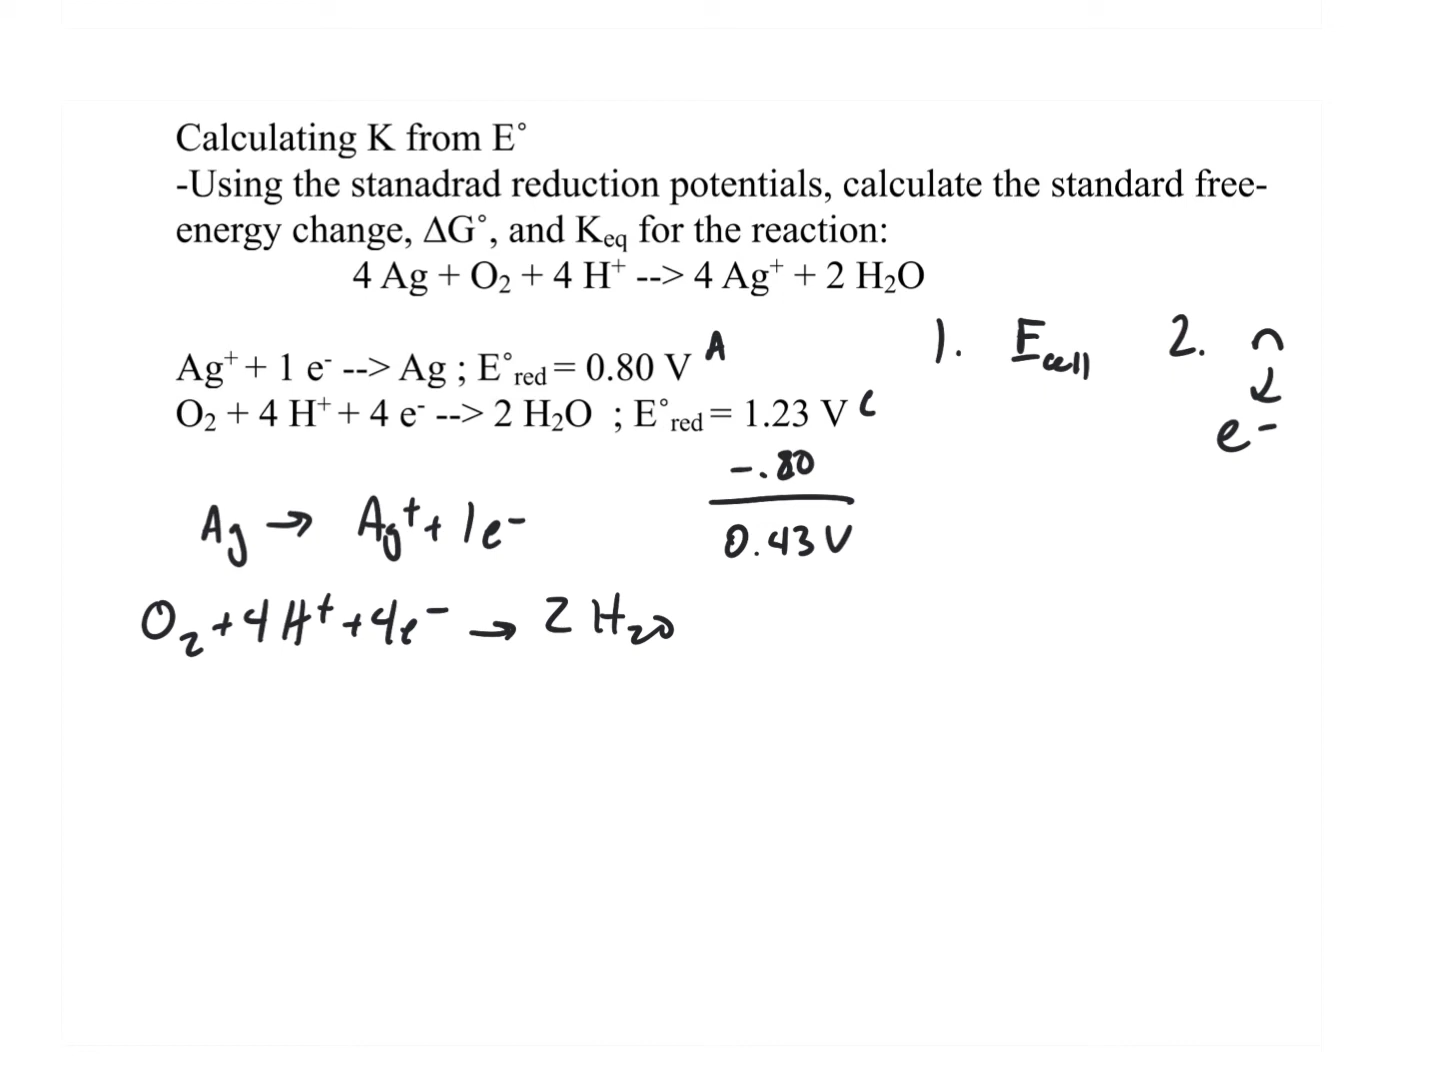 Calculating K from E°
-Using the stanadrad reduction potentials, calculate the standard free-
energy change, ΔG°, and Keq for the reaction:
4 Ag + O₂ + 4 H⁺ --> 4 Ag⁺ + 2 H₂O
1. Ecell 2. n
↓
e⁻
Ag⁺ + 1 e⁻ --> Ag ; E°red = 0.80 V A
O₂ + 4 H⁺ + 4 e⁻ --> 2 H₂O ; E°red = 1.23 V C
-.80
0.43 V
Ag → Ag⁺ + 1e⁻
O₂ + 4H⁺ + 4e⁻ → 2 H₂O